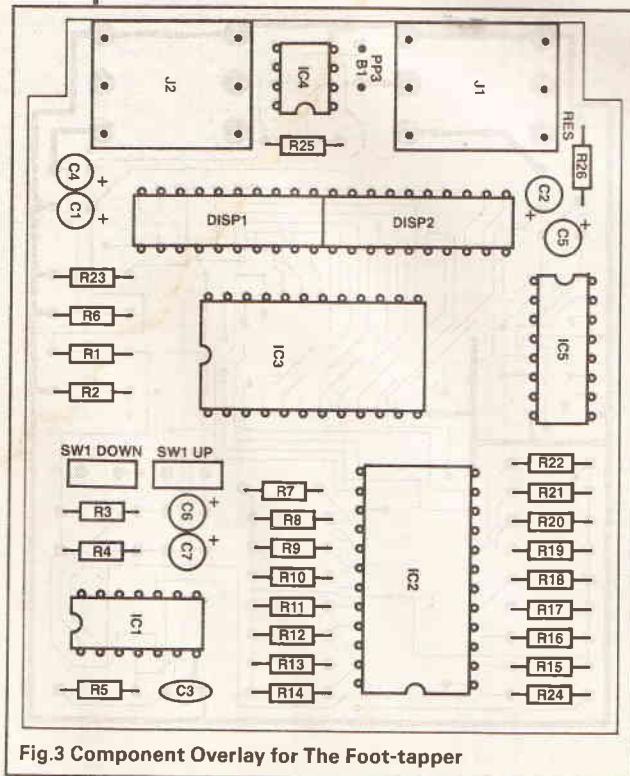 J2
IC4
PP3
B1
J1
RES
R25
R26
C4
C1
C2
C5
DISP1 DISP2
R23
R6
R1
R2
IC3
IC5
SW1 DOWN SW1 UP
R3
R4
C6
C7
R7
R8
R9
R10
R11
R12
R13
R14
IC2
R22
R21
R20
R19
R18
R17
R16
R15
R24
IC1
R5
C3
Fig.3 Component Overlay for The Foot-tapper